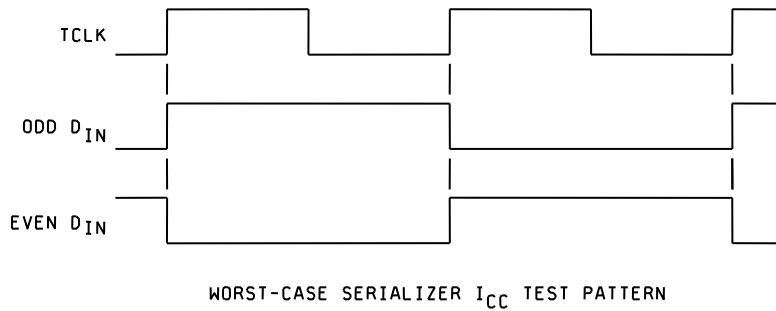 TCLK
ODD DIN
EVEN DIN
WORST-CASE SERIALIZER ICC TEST PATTERN